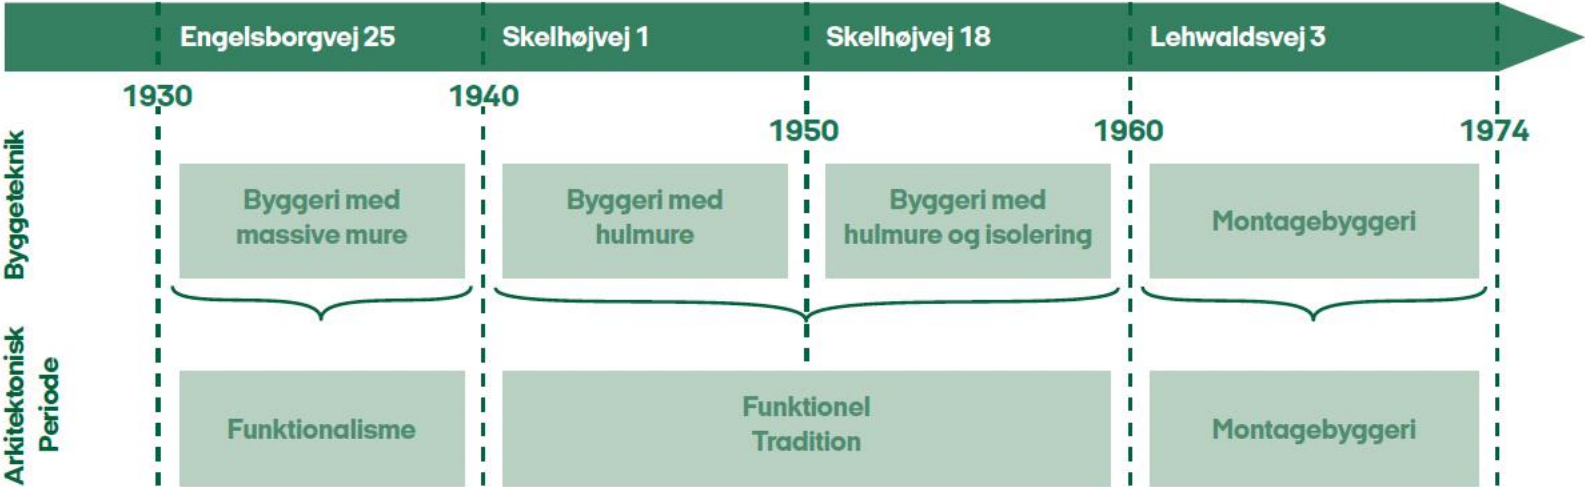 Engelsborgvej 25
Skelhøjvej 1
Skelhøjvej 18
Lehwaldsvej 3
1930
1940
1950
1960
1974
Byggeteknik
Byggeri med
massive mure
Byggeri med
hulmure
Byggeri med
hulmure og isolering
Montagebyggeri
Arkitektonisk
Periode
Funktionalisme
Funktionel
Tradition
Montagebyggeri